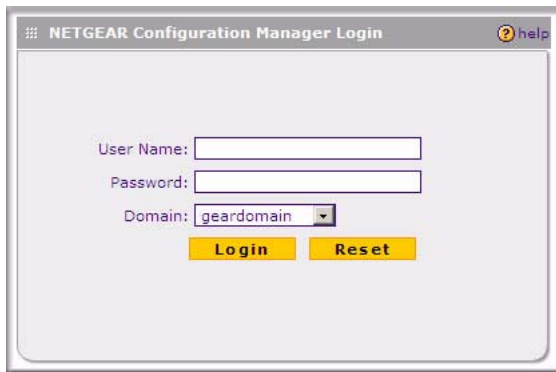 NETGEAR Configuration Manager Login ? help
User Name:
Password:
Domain: geardomain
Login Reset